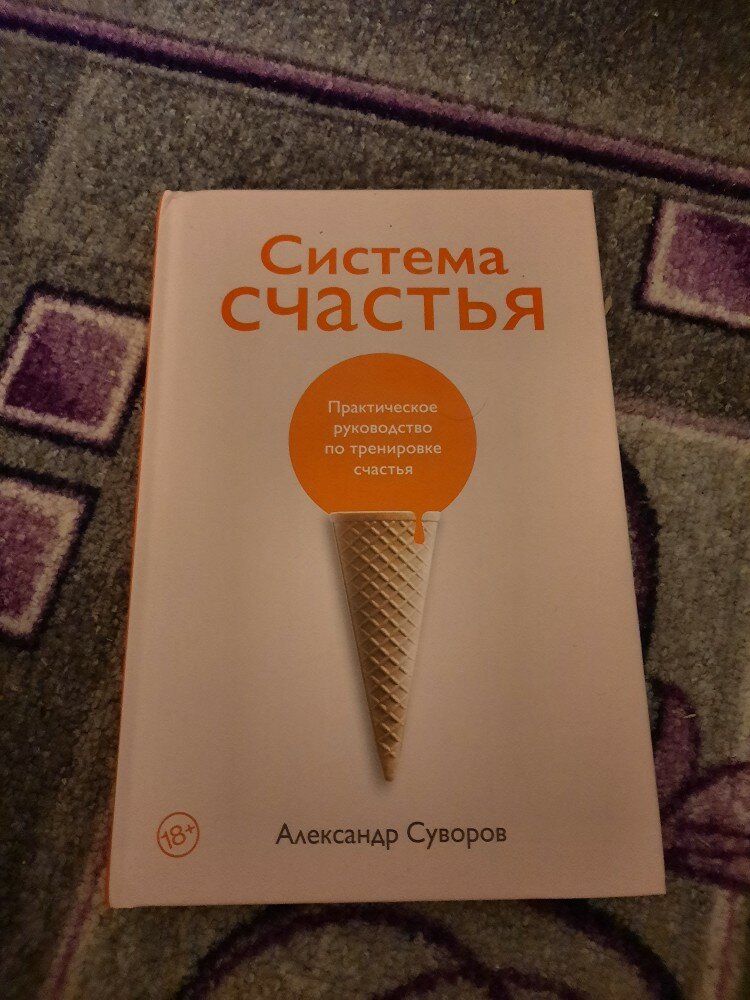 Система
счастья
Практическое
руководство
по тренировке
счастья
18+
Александр Суворов